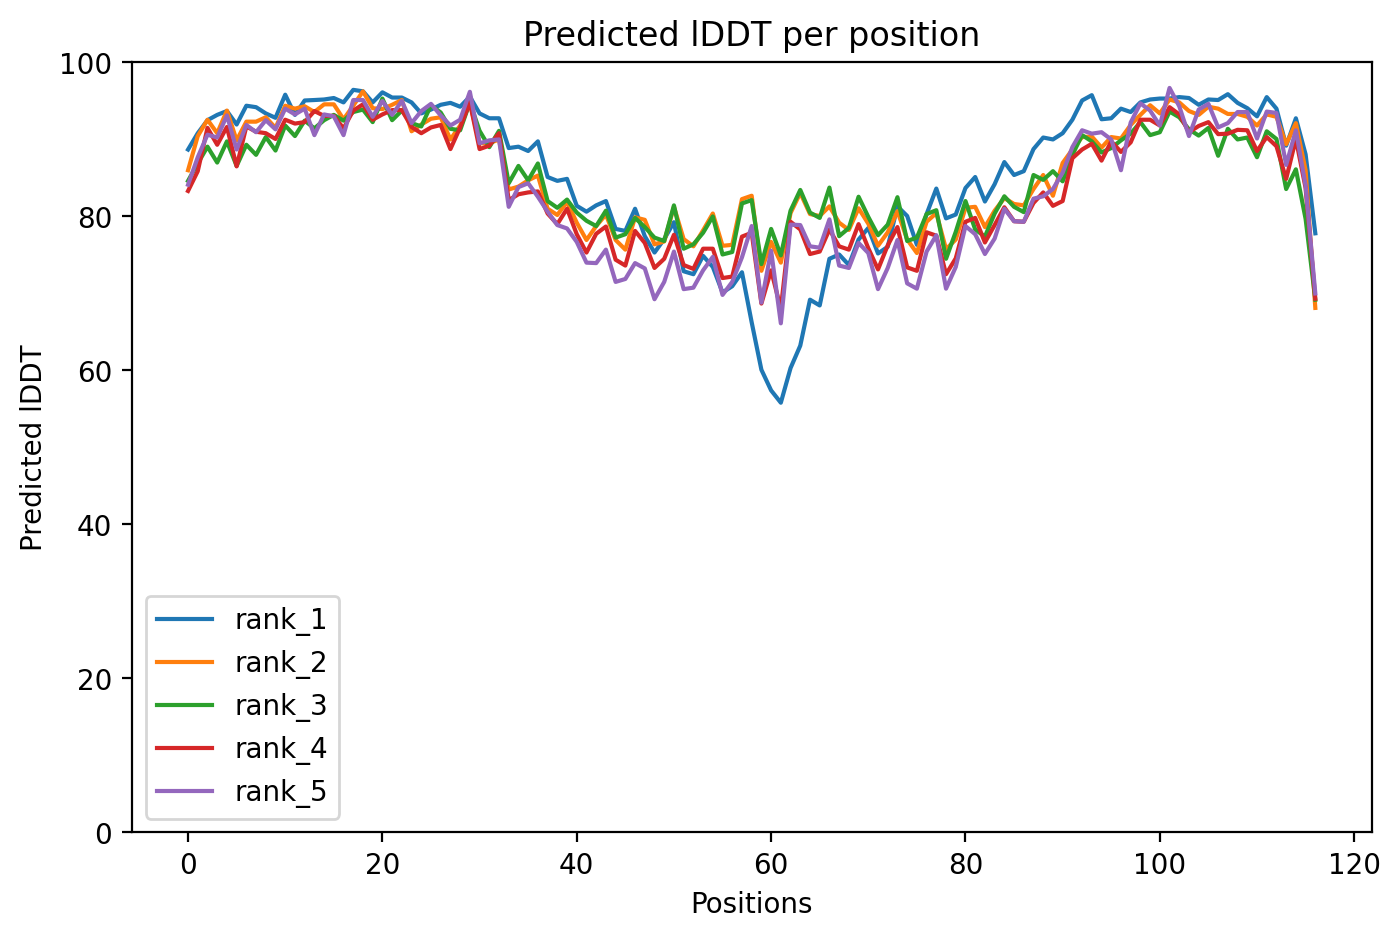 Predicted lDDT per position
100
80
60
40
20
0
Predicted lDDT
rank_1
rank_2
rank_3
rank_4
rank_5
0 20 40 60 80 100 120
Positions